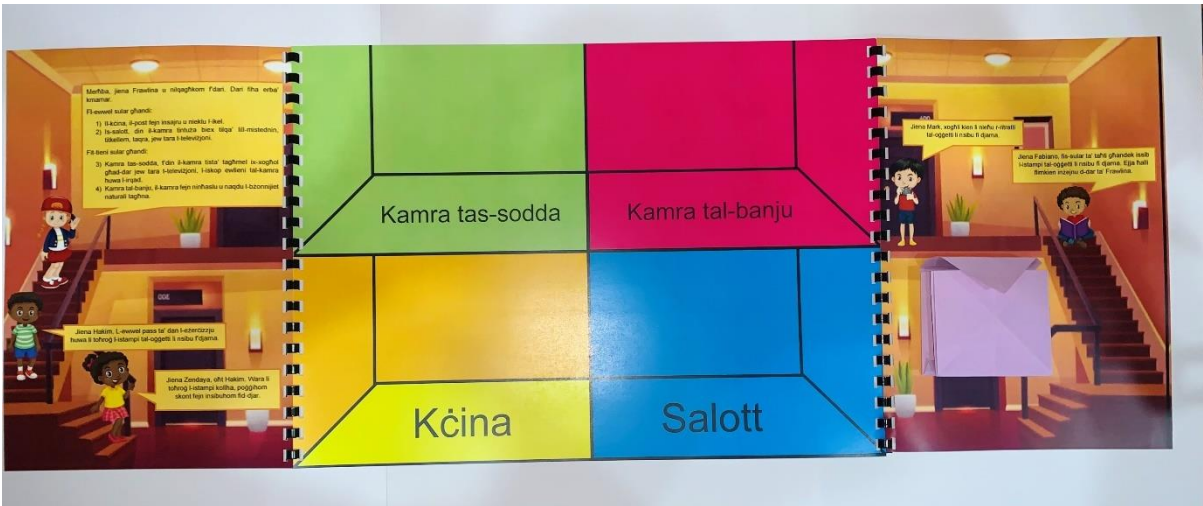 Merħba, jiena Frawlina u nilqagħkom f'dari. Dari fiha erba'
kmamar.
Fl-ewwel sular għandi:
1) Il-kċina, il-post fejn insajru u nieklu l-ikel.
2) Is-salott, din il-kamra tintuża biex tilqa' lill-mistednin,
titkellem, taqra, jew tara t-televiżjoni.
Fit-tieni sular għandi:
3) Kamra tas-sodda, f'din il-kamra tista' tagħmel ix-xogħol
għad-dar jew tara t-televiżjoni, l-iskop ewlieni tal-kamra
huwa l-irqad.
4) Kamra tal-banju, il-kamra fejn ninħaslu u naqdu l-bżonnijiet
naturali tagħna.
Jiena Hakim. L-ewwel pass ta' dan l-eżerċizzju
huwa li toħroġ l-istampi tal-oġġetti li nsibu f'djarna.
Jiena Zendaya, oħt Hakim. Wara li
toħroġ l-istampi kollha, poġġihom
skont fejn insibuhom fid-djar.
Kamra tas-sodda
Kamra tal-banju
Kċina
Salott
Jiena Mark, xogħli kien li nieħu r-ritratti
tal-oġġetti li nsibu fi djarna.
Jiena Fabiano, fis-sular ta' taħt għandek issib
l-istampi tal-oġġetti li nsibu fi djarna. Ejja ħalli
flimkien inżejnu d-dar ta' Frawlina.